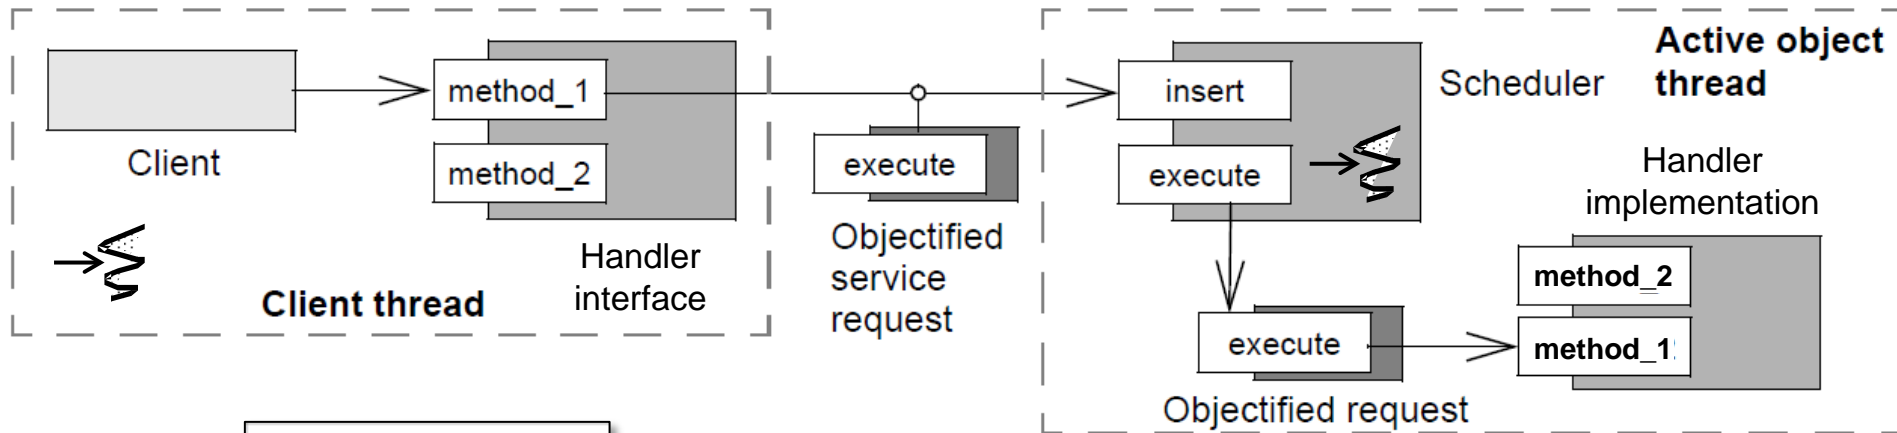 Client
method_1
method_2
Handler
interface
Client thread
execute
Objectified
service
request
insert
execute
Scheduler
Active object
thread
Handler
implementation
method_2
method_1
execute
Objectified request